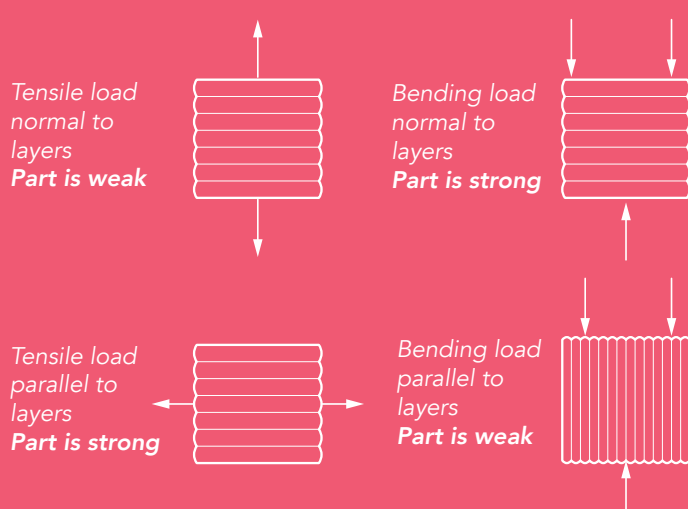 Tensile load
normal to
layers
Part is weak
Bending load
normal to
layers
Part is strong
Tensile load
parallel to
layers
Part is strong
Bending load
parallel to
layers
Part is weak